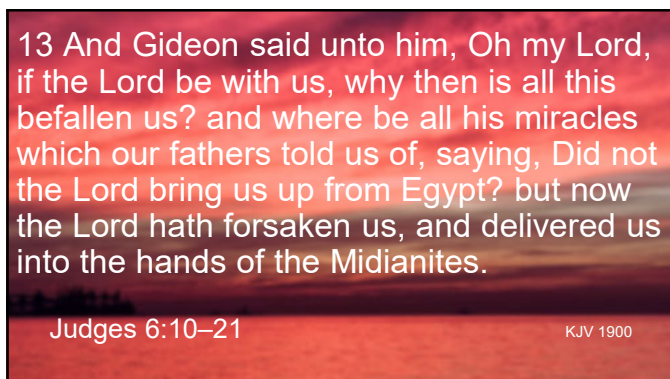 13 And Gideon said unto him, Oh my Lord,
if the Lord be with us, why then is all this
befallen us? and where be all his miracles
which our fathers told us of, saying, Did not
the Lord bring us up from Egypt? but now
the Lord hath forsaken us, and delivered us
into the hands of the Midianites.
Judges 6:10–21
KJV 1900